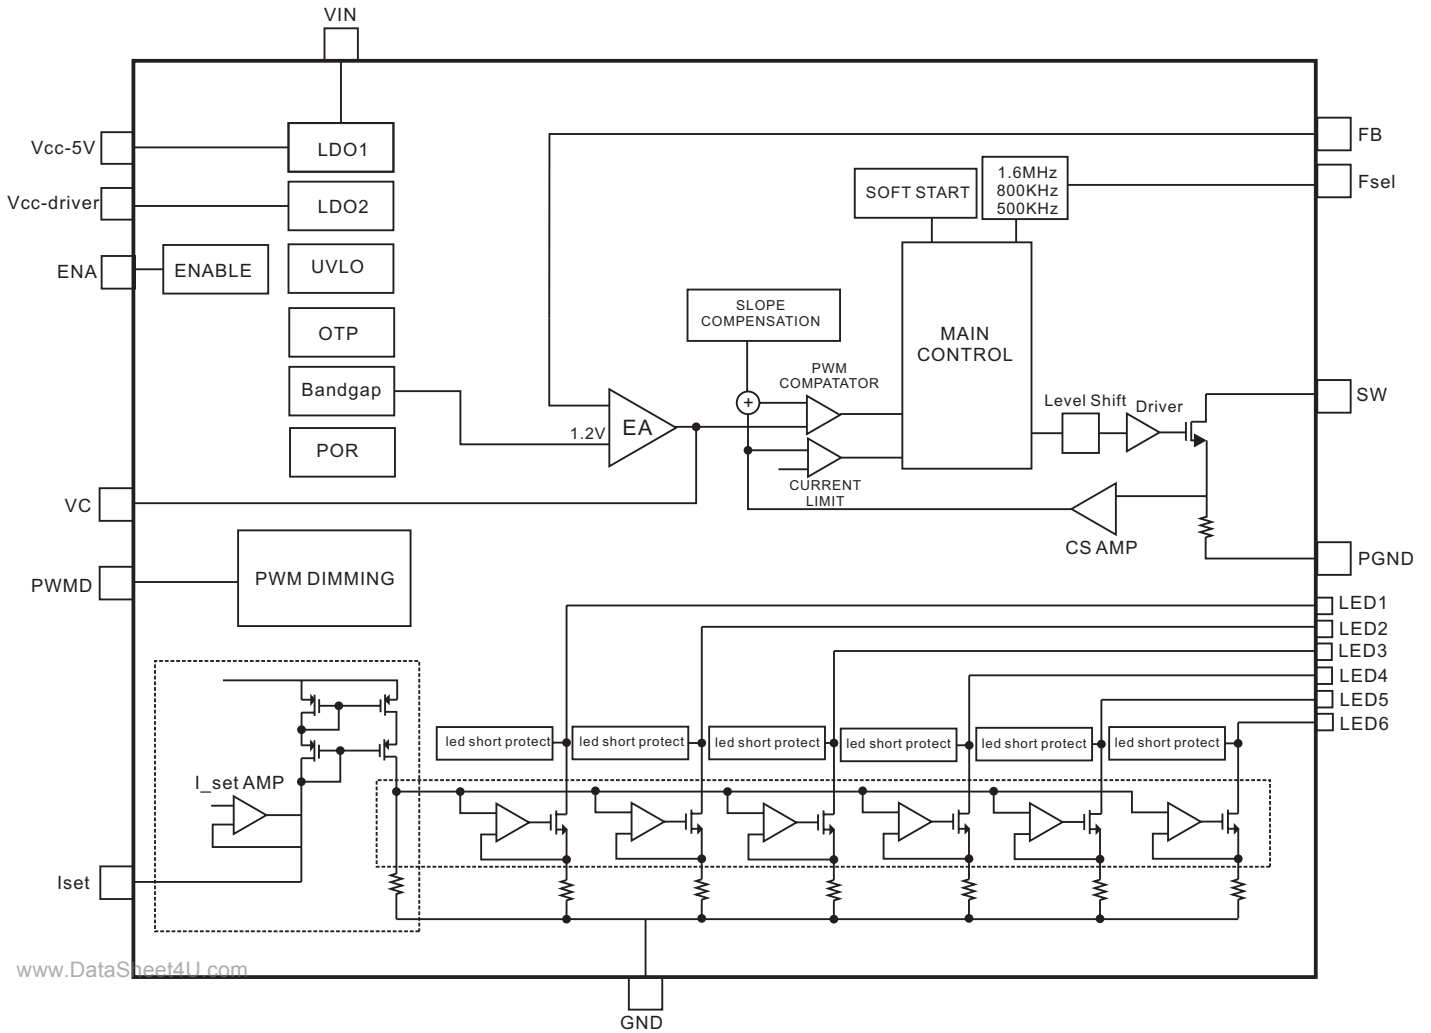 VIN
Vcc-5V
LDO1
FB
1.6MHz
800KHz
500KHz
Fsel
SOFT START
Vcc-driver
LDO2
ENA
ENABLE
UVLO
SLOPE
COMPENSATION
OTP
MAIN
CONTROL
PWM
COMPATATOR
Bandgap
SW
Level Shift
Driver
+
EA
1.2V
POR
CURRENT
LIMIT
VC
CS AMP
PGND
PWMD
PWM DIMMING
LED1
LED2
LED3
LED4
LED5
LED6
led short protect
led short protect
led short protect
led short protect
led short protect
led short protect
I_set AMP
Iset
www.DataSheet4U.com
GND